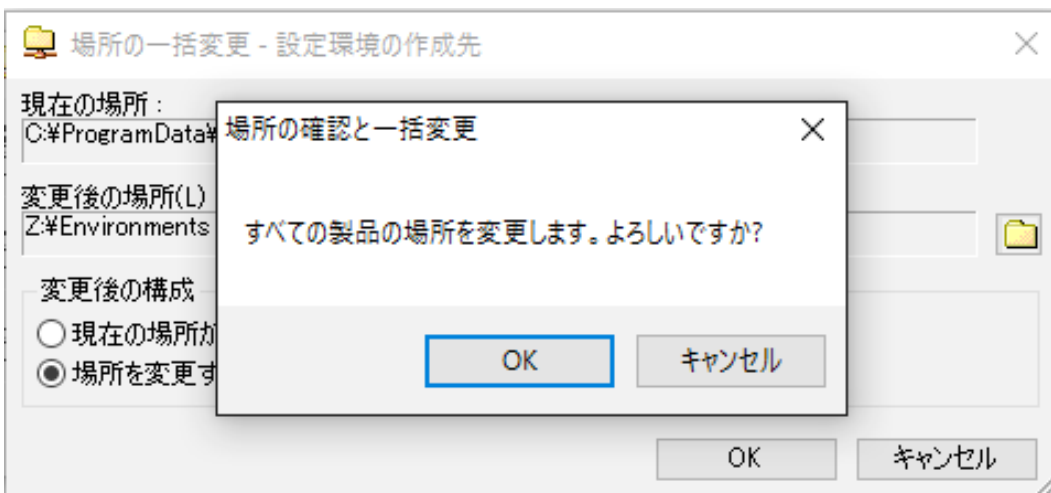 場所の一括変更 - 設定環境の作成先
現在の場所 :
C:¥ProgramData¥
場所の確認と一括変更
変更後の場所(L)
Z:¥Environments
すべての製品の場所を変更します。よろしいですか?
変更後の構成
現在の場所が
場所を変更す
OK
キャンセル
OK
キャンセル